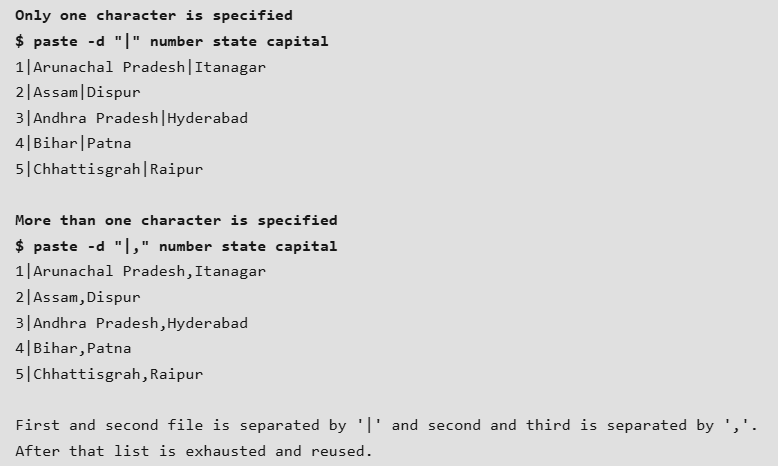 Only one character is specified
$ paste -d "|" number state capital
1|Arunachal Pradesh|Itanagar
2|Assam|Dispur
3|Andhra Pradesh|Hyderabad
4|Bihar|Patna
5|Chhattisgrah|Raipur
More than one character is specified
$ paste -d "|," number state capital
1|Arunachal Pradesh,Itanagar
2|Assam,Dispur
3|Andhra Pradesh,Hyderabad
4|Bihar,Patna
5|Chhattisgrah,Raipur
First and second file is separated by '|' and second and third is separated by ','.
After that list is exhausted and reused.